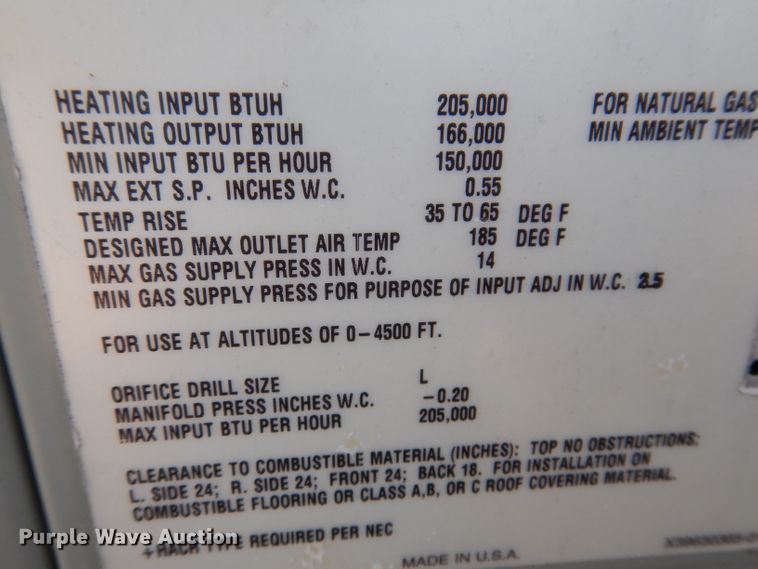 HEATING INPUT BTUH 205,000 FOR NATURAL GAS
HEATING OUTPUT BTUH 166,000 MIN AMBIENT TEMP
MIN INPUT BTU PER HOUR 150,000
MAX EXT S.P. INCHES W.C. 0.55
TEMP RISE 35 TO 65 DEG F
DESIGNED MAX OUTLET AIR TEMP 185 DEG F
MAX GAS SUPPLY PRESS IN W.C. 14
MIN GAS SUPPLY PRESS FOR PURPOSE OF INPUT ADJ IN W.C.
FOR USE AT ALTITUDES OF 0-4500 FT.
ORIFICE DRILL SIZE L
MANIFOLD PRESS INCHES W.C. -0.20
MAX INPUT BTU PER HOUR 205,000
CLEARANCE TO COMBUSTIBLE MATERIAL (INCHES): TOP NO OBSTRUCTIONS;
L. SIDE 24; R. SIDE 24; FRONT 24; BACK 18. FOR INSTALLATION ON
COMBUSTIBLE FLOORING OR CLASS A,B, OR C ROOF COVERING MATERIAL.
+HACR TYPE REQUIRED PER NEC
MADE IN U.S.A.
Purple Wave Auction